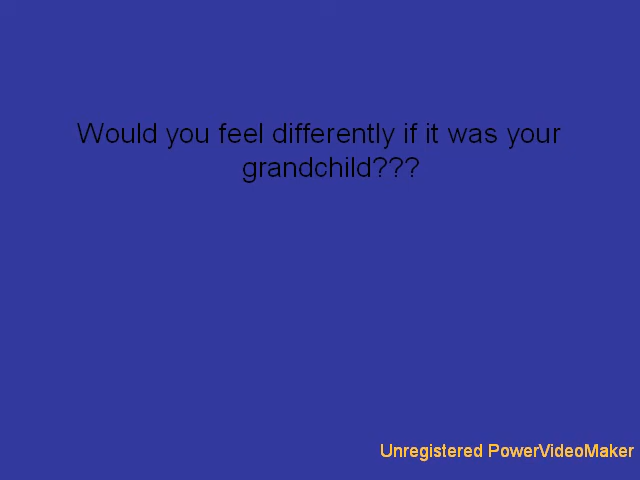 Would you feel differently if it was your
grandchild???
Unregistered PowerVideoMaker